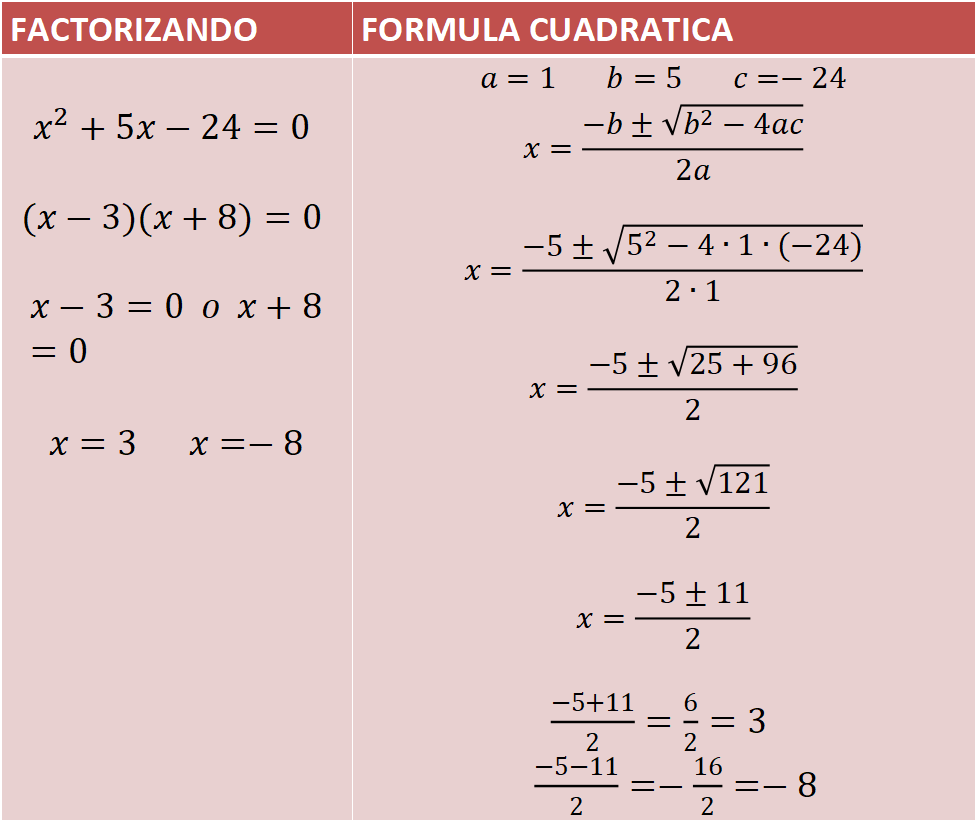 FACTORIZANDO
x² + 5x − 24 = 0
(x − 3)(x + 8) = 0
x − 3 = 0 o x + 8
= 0
x = 3 x =− 8
FORMULA CUADRATICA
a = 1 b = 5 c =− 24
x = (−b ± √(b² − 4ac)) / (2a)
x = (−5 ± √(5² − 4 · 1 · (−24))) / (2 · 1)
x = (−5 ± √(25 + 96)) / 2
x = (−5 ± √121) / 2
x = (−5 ± 11) / 2
(−5+11)/2 = 6/2 = 3
(−5−11)/2 =− 16/2 =− 8